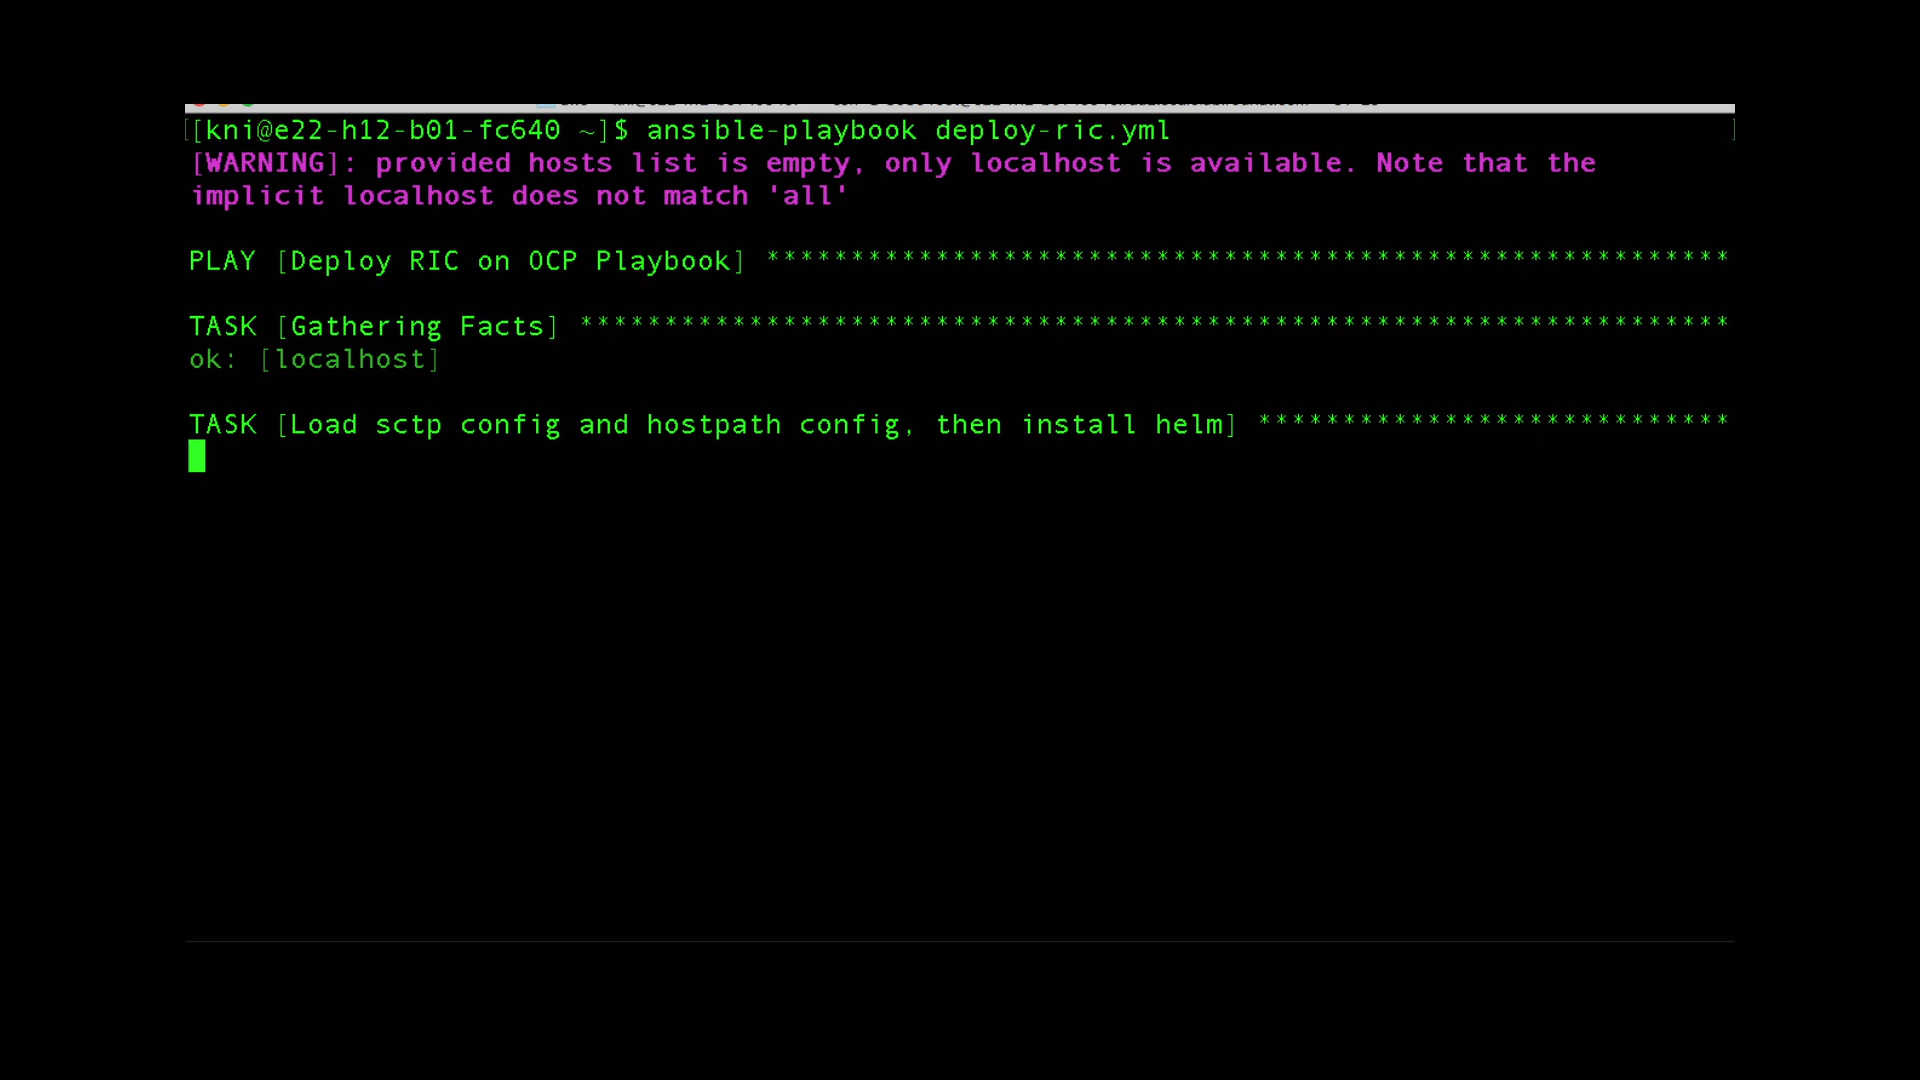 [[kni@e22-h12-b01-fc640 ~]$ ansible-playbook deploy-ric.yml ]
[WARNING]: provided hosts list is empty, only localhost is available. Note that the
implicit localhost does not match 'all'
PLAY [Deploy RIC on OCP Playbook] *********************************************************
TASK [Gathering Facts] ********************************************************************
ok: [localhost]
TASK [Load sctp config and hostpath config, then install helm] ****************************